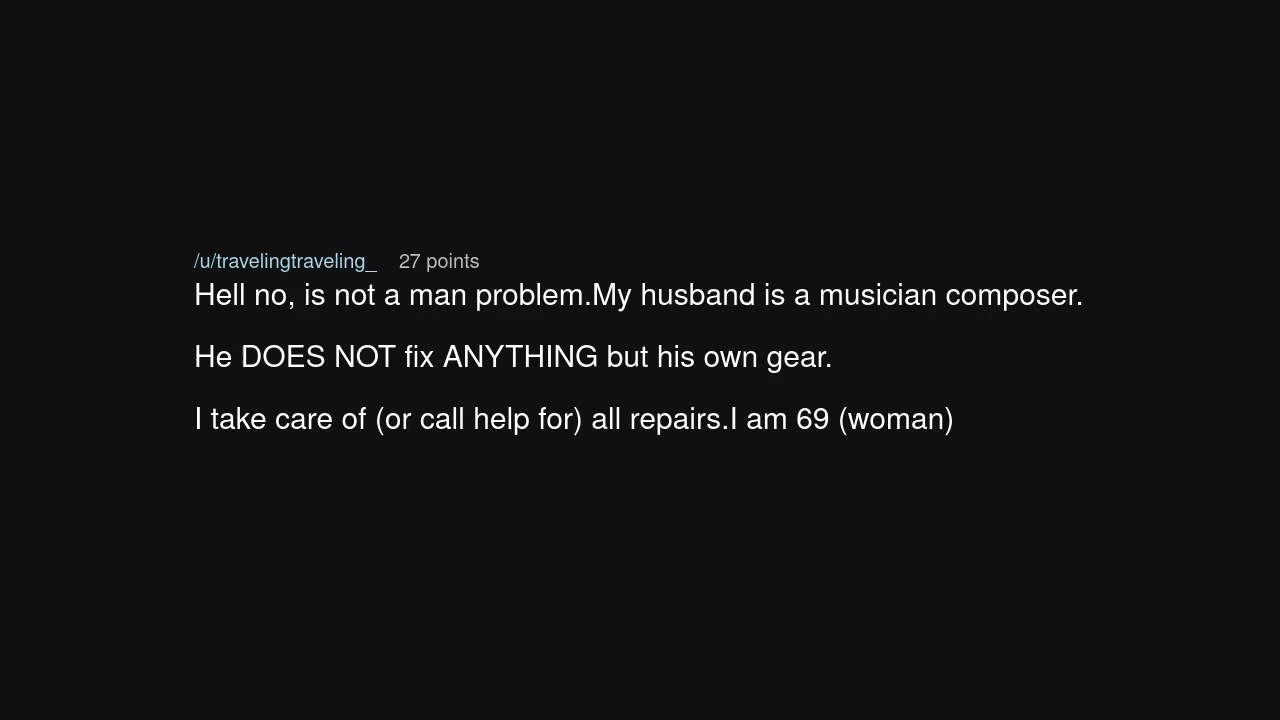 /u/travelingtraveling_ 27 points
Hell no, is not a man problem.My husband is a musician composer.
He DOES NOT fix ANYTHING but his own gear.
I take care of (or call help for) all repairs.I am 69 (woman)